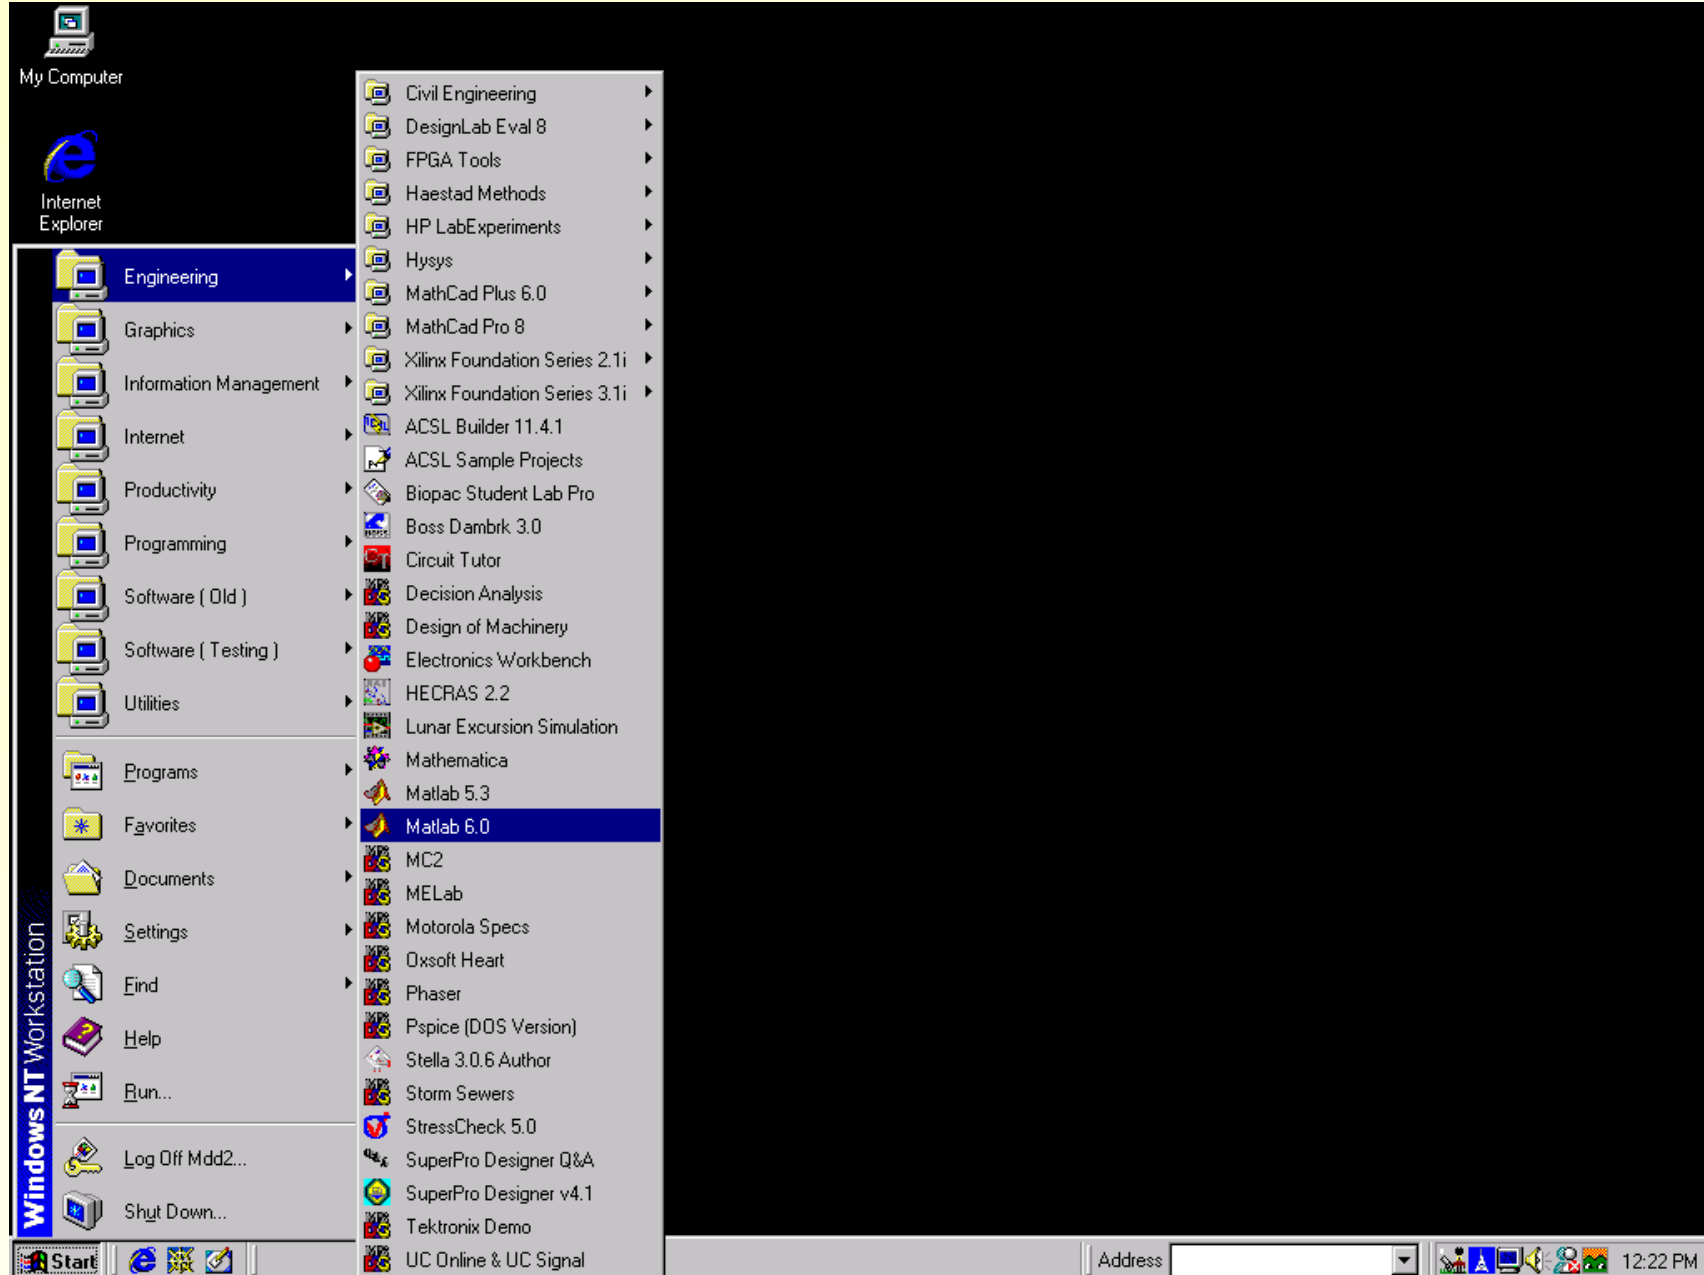 My Computer
Internet
Explorer
Engineering
Graphics
Information Management
Internet
Productivity
Programming
Software ( Old )
Software ( Testing )
Utilities
Programs
Favorites
Documents
Settings
Find
Help
Run...
Log Off Mdd2...
Shut Down...
Windows NT Workstation
Civil Engineering
DesignLab Eval 8
FPGA Tools
Haestad Methods
HP LabExperiments
Hysys
MathCad Plus 6.0
MathCad Pro 8
Xilinx Foundation Series 2.1i
Xilinx Foundation Series 3.1i
ACSL Builder 11.4.1
ACSL Sample Projects
Biopac Student Lab Pro
Boss Dambrk 3.0
Circuit Tutor
Decision Analysis
Design of Machinery
Electronics Workbench
HECRAS 2.2
Lunar Excursion Simulation
Mathematica
Matlab 5.3
Matlab 6.0
MC2
MELab
Motorola Specs
Oxsoft Heart
Phaser
Pspice (DOS Version)
Stella 3.0.6 Author
Storm Sewers
StressCheck 5.0
SuperPro Designer Q&A
SuperPro Designer v4.1
Tektronix Demo
UC Online & UC Signal
Start
Address
12:22 PM